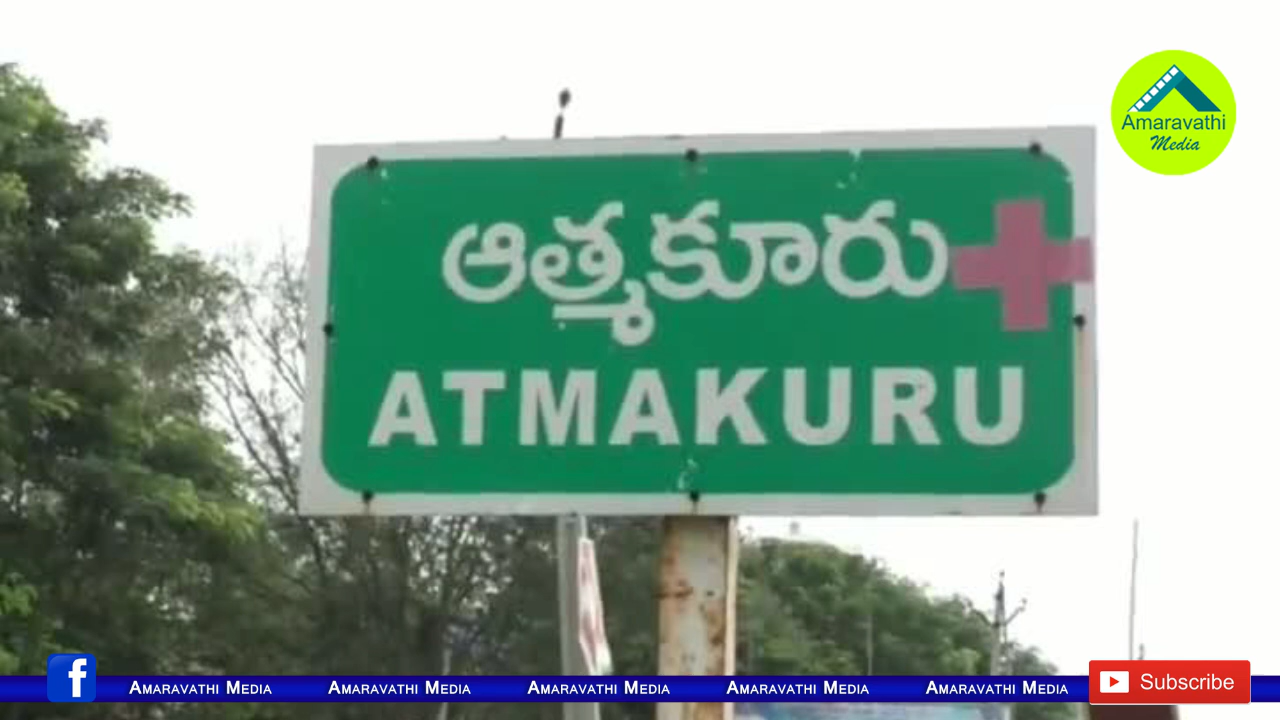 Amaravathi
Media
ఆత్మకూరు
ATMAKURU
f AMARAVATHI MEDIA AMARAVATHI MEDIA AMARAVATHI MEDIA AMARAVATHI MEDIA AMARAVATHI MEDIA Subscribe